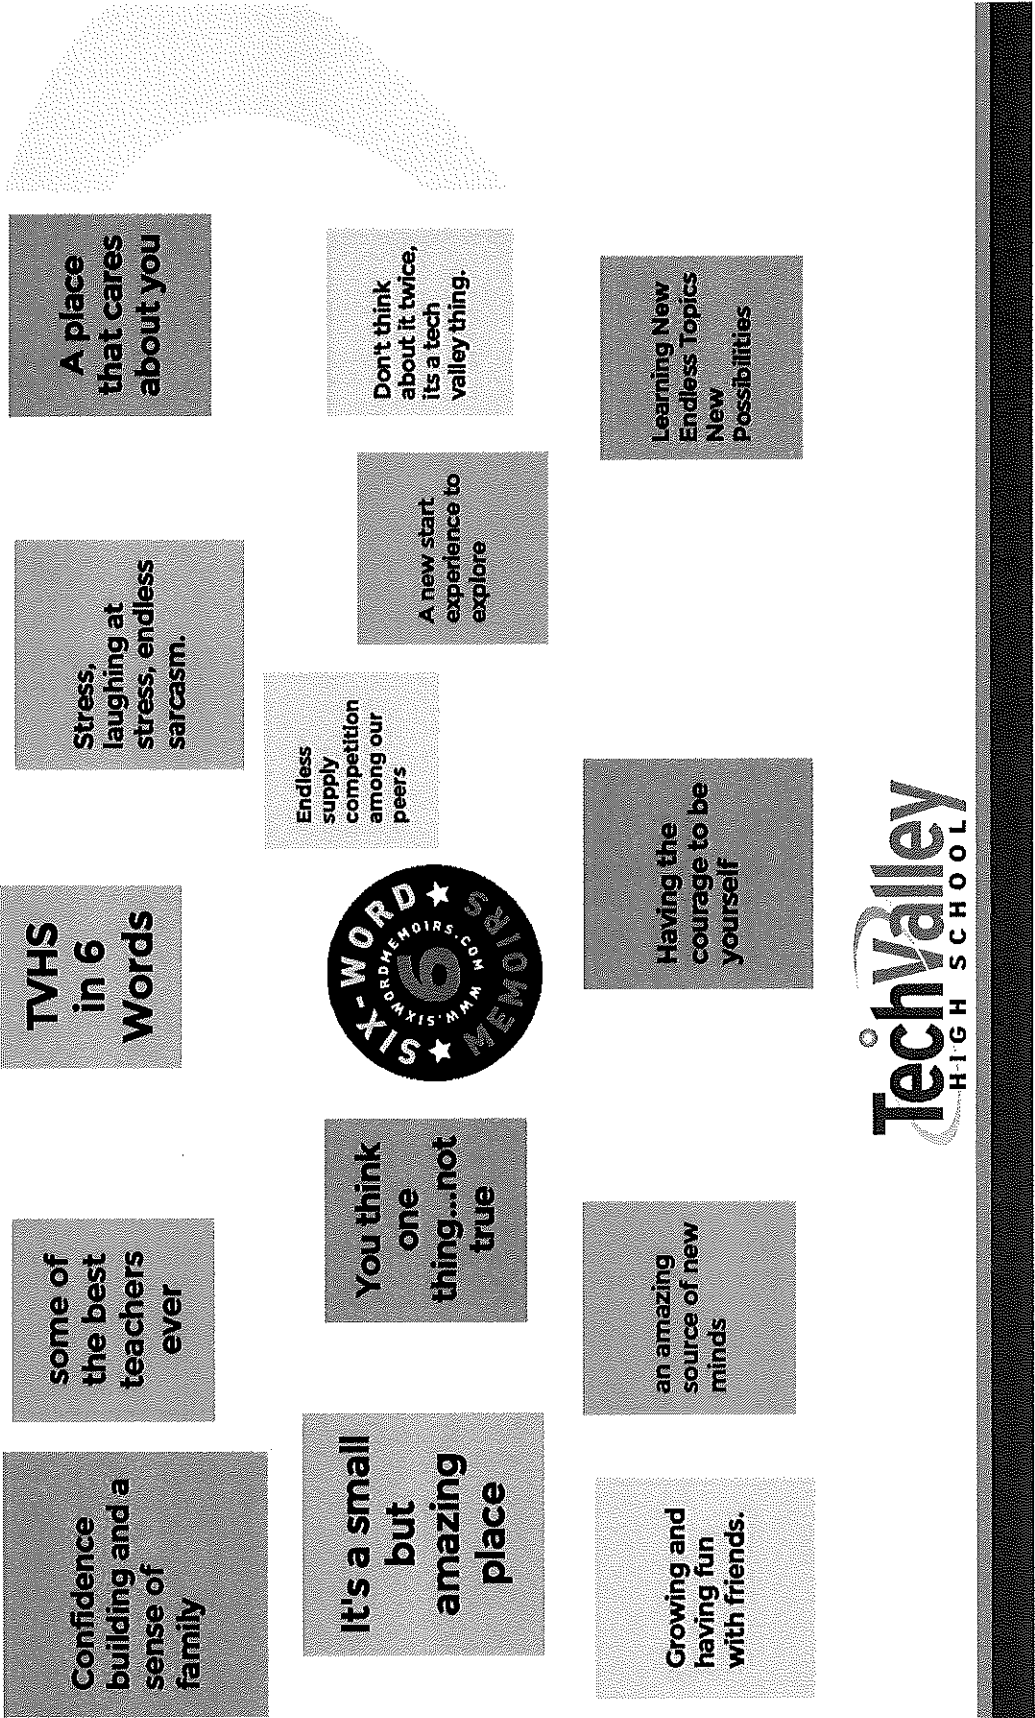 TVHS
in 6
Words
Confidence
building and a
sense of
family
some of
the best
teachers
ever
Stress,
laughing at
stress, endless
sarcasm.
A place
that cares
about you
It's a small
but
amazing
place
You think
one
thing...not
true
SIX-WORD
MEMOIRS
WWW.SIXWORDMEMOIRS.COM
6
Endless
supply
competition
among our
peers
A new start
experience to
explore
Don't think
about it twice,
its a tech
valley thing.
Growing and
having fun
with friends.
an amazing
source of new
minds
Having the
courage to be
yourself
Learning New
Endless Topics
New
Possibilities
TechValley
HIGH SCHOOL